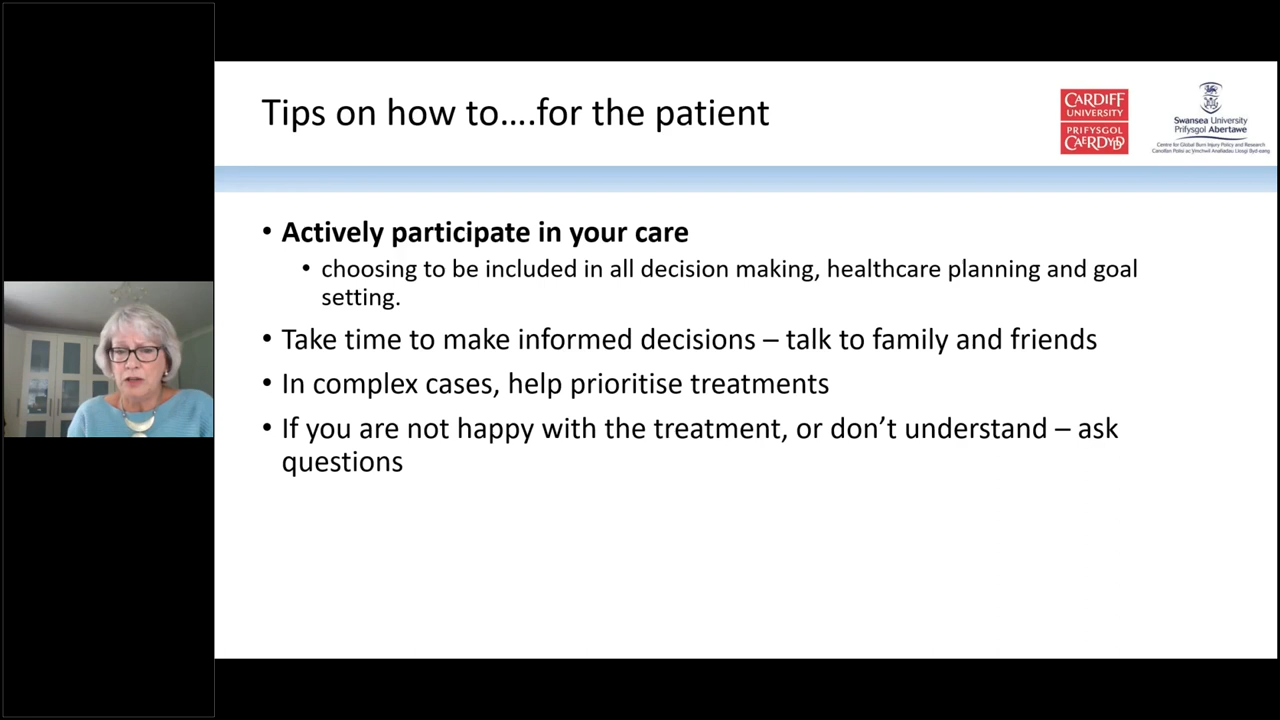 Tips on how to….for the patient
CARDIFF
UNIVERSITY
PRIFYSGOL
CAERDYDD
Swansea University
Prifysgol Abertawe
Centre for Global Burn Injury Policy and Research
• Actively participate in your care
• choosing to be included in all decision making, healthcare planning and goal
setting.
• Take time to make informed decisions – talk to family and friends
• In complex cases, help prioritise treatments
• If you are not happy with the treatment, or don’t understand – ask
questions